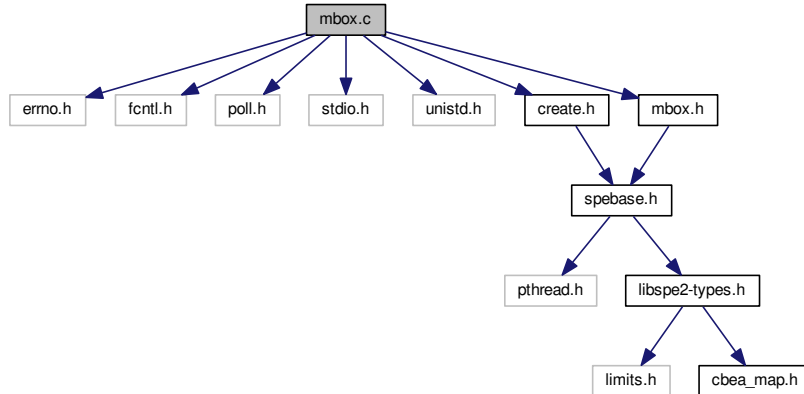 mbox.c
errno.h
fcntl.h
poll.h
stdio.h
unistd.h
create.h
mbox.h
spebase.h
pthread.h
libspe2-types.h
limits.h
cbea_map.h